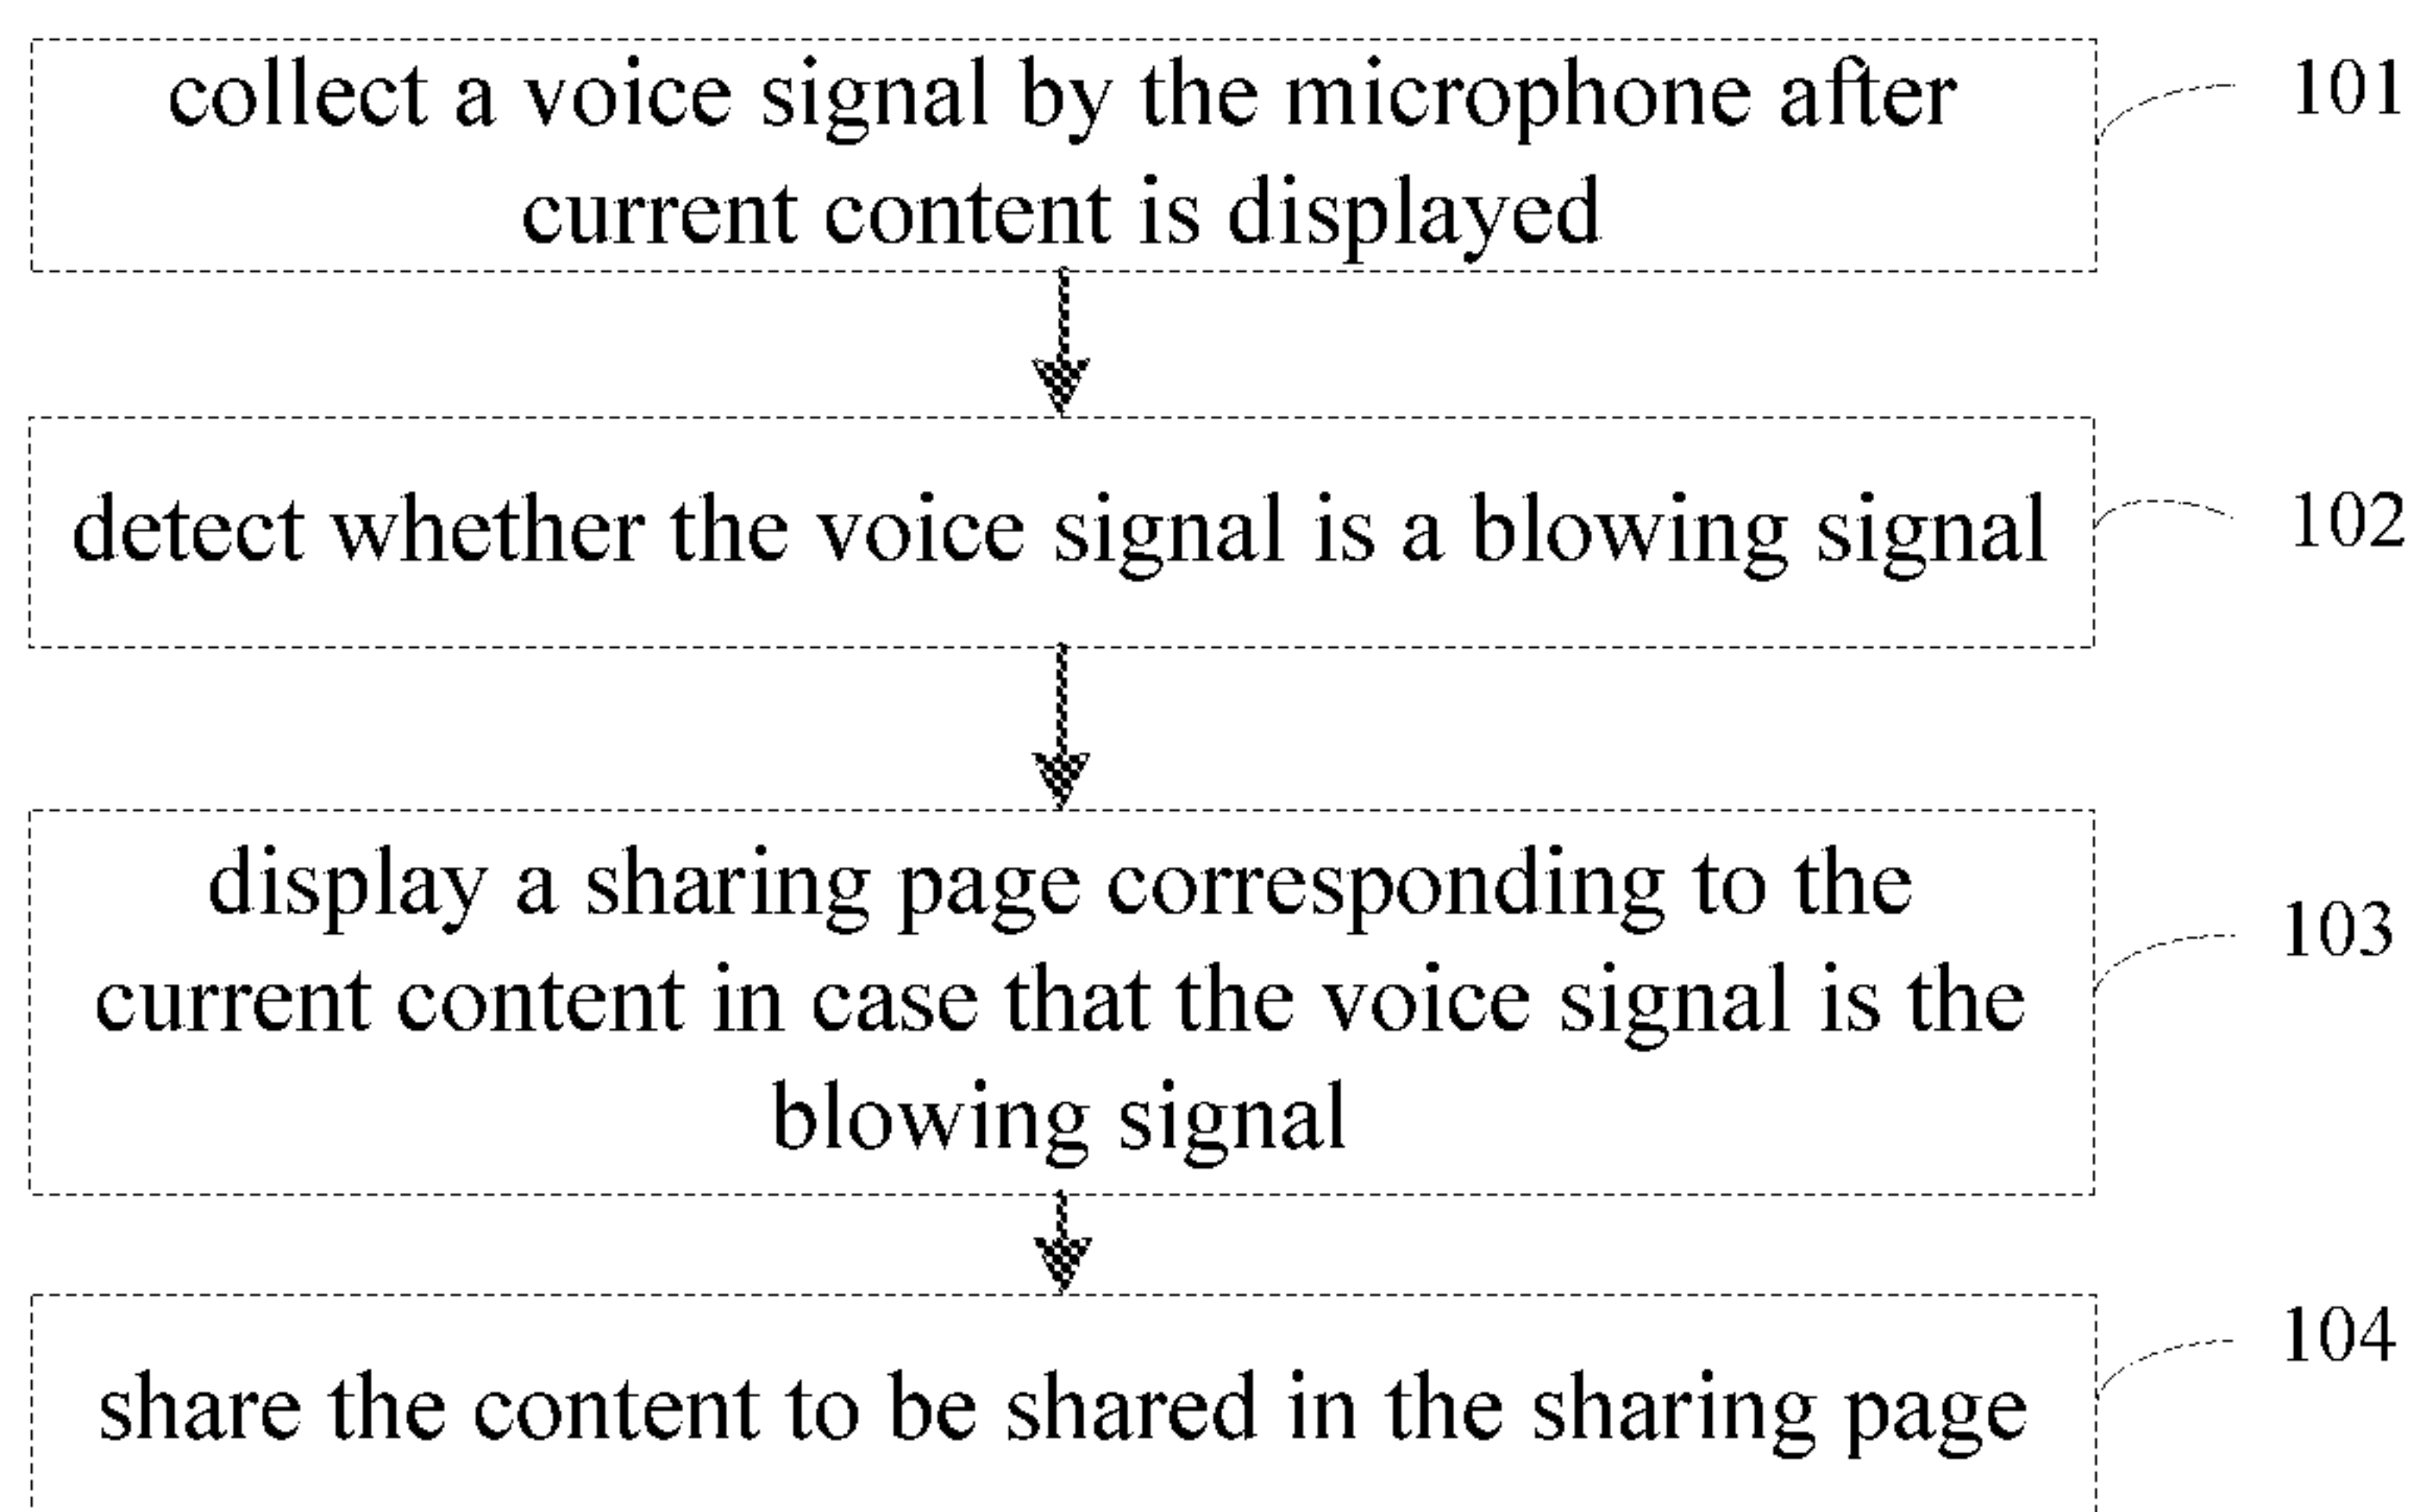 collect a voice signal by the microphone after
current content is displayed
101
detect whether the voice signal is a blowing signal
102
display a sharing page corresponding to the
current content in case that the voice signal is the
blowing signal
103
share the content to be shared in the sharing page
104